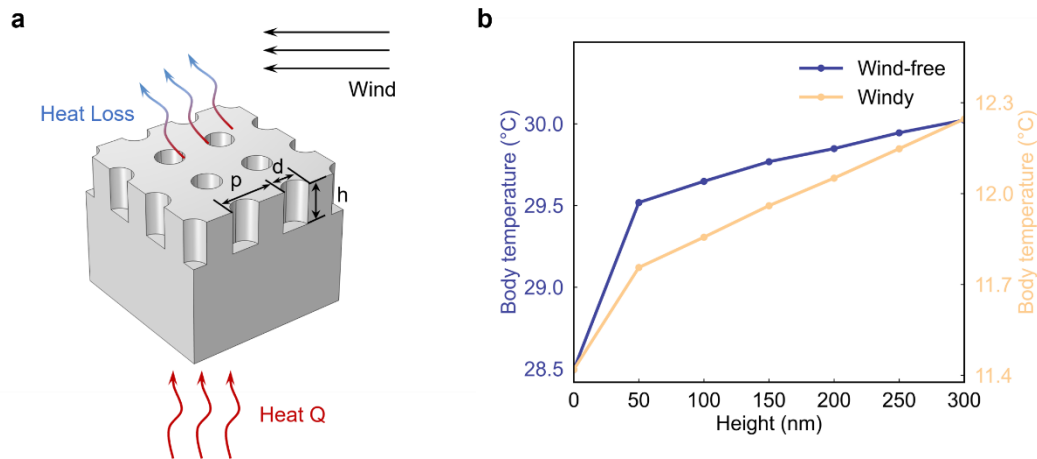 a
Wind
Heat Loss
p
d
h
Heat Q
b
Wind-free
Windy
Body temperature (°C)
30.0
29.5
29.0
28.5
12.3
12.0
11.7
11.4
Body temperature (°C)
0 50 100 150 200 250 300
Height (nm)